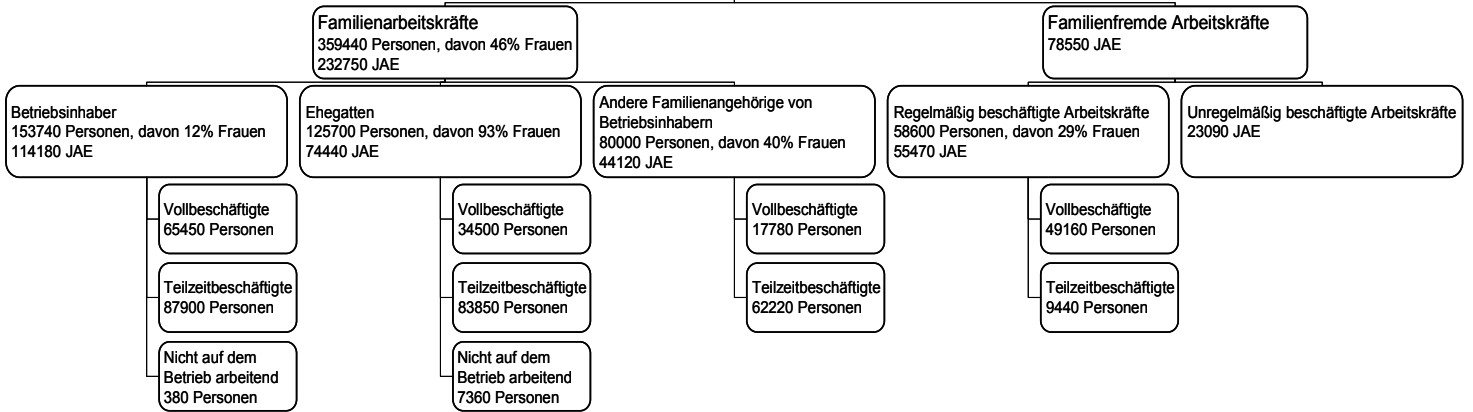 Familienarbeitskräfte
359440 Personen, davon 46% Frauen
232750 JAE
Familienfremde Arbeitskräfte
78550 JAE
Betriebsinhaber
153740 Personen, davon 12% Frauen
114180 JAE
Ehegatten
125700 Personen, davon 93% Frauen
74440 JAE
Andere Familienangehörige von
Betriebsinhabern
80000 Personen, davon 40% Frauen
44120 JAE
Regelmäßig beschäftigte Arbeitskräfte
58600 Personen, davon 29% Frauen
55470 JAE
Unregelmäßig beschäftigte Arbeitskräfte
23090 JAE
Vollbeschäftigte
65450 Personen
Vollbeschäftigte
34500 Personen
Vollbeschäftigte
17780 Personen
Vollbeschäftigte
49160 Personen
Teilzeitbeschäftigte
87900 Personen
Teilzeitbeschäftigte
83850 Personen
Teilzeitbeschäftigte
62220 Personen
Teilzeitbeschäftigte
9440 Personen
Nicht auf dem
Betrieb arbeitend
380 Personen
Nicht auf dem
Betrieb arbeitend
7360 Personen